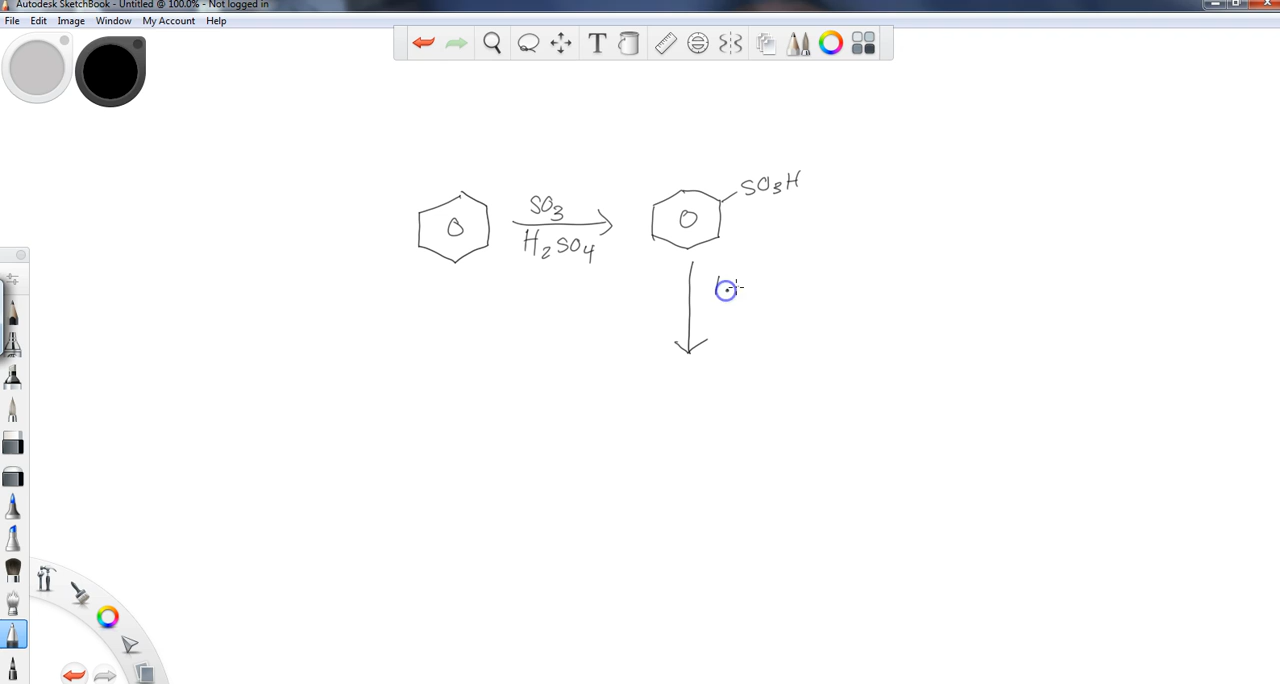 Autodesk SketchBook - Untitled @ 100.0% - Not logged in
File Edit Image Window My Account Help
T
SO3
H2SO4
SO3H